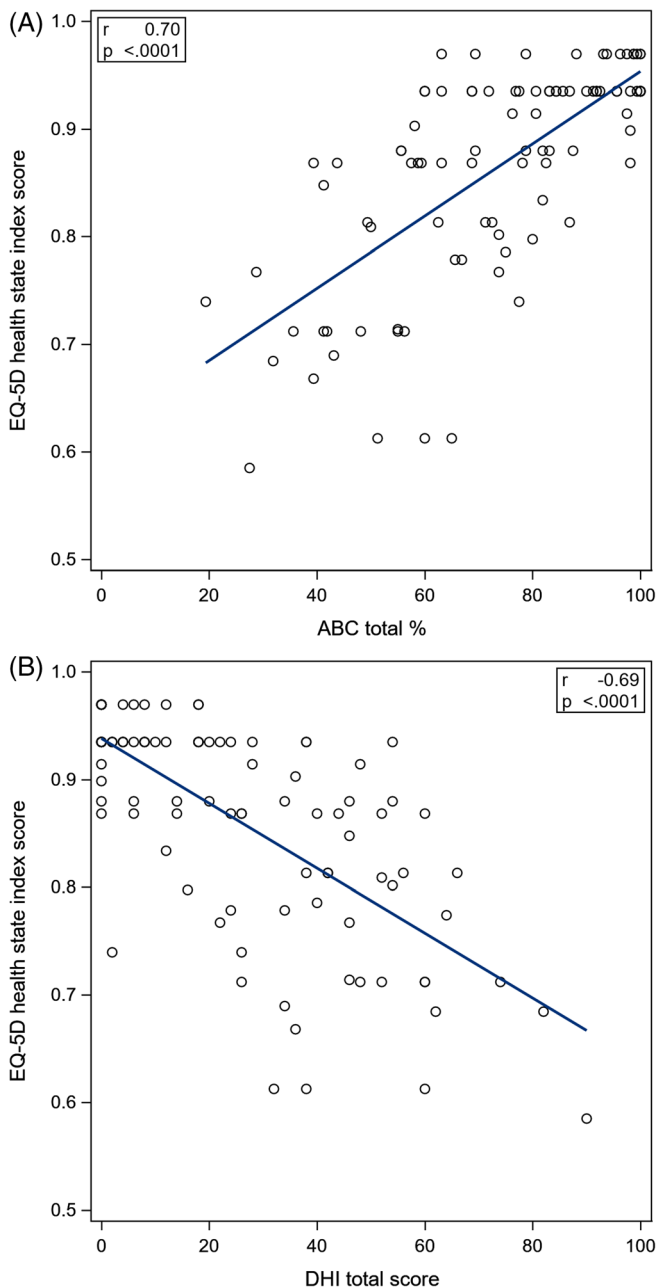 (A)
r 0.70
p <.0001
1.0
0.9
0.8
0.7
0.6
0.5
EQ-5D health state index score
0 20 40 60 80 100
ABC total %
(B)
r -0.69
p <.0001
1.0
0.9
0.8
0.7
0.6
0.5
EQ-5D health state index score
0 20 40 60 80 100
DHI total score